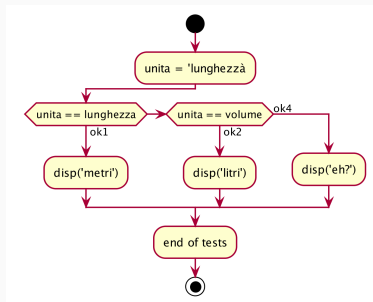 unita = 'lunghezzà
unita == lunghezza
unita == volume
ok4
ok1
ok2
disp('metri')
disp('litri')
disp('eh?')
end of tests